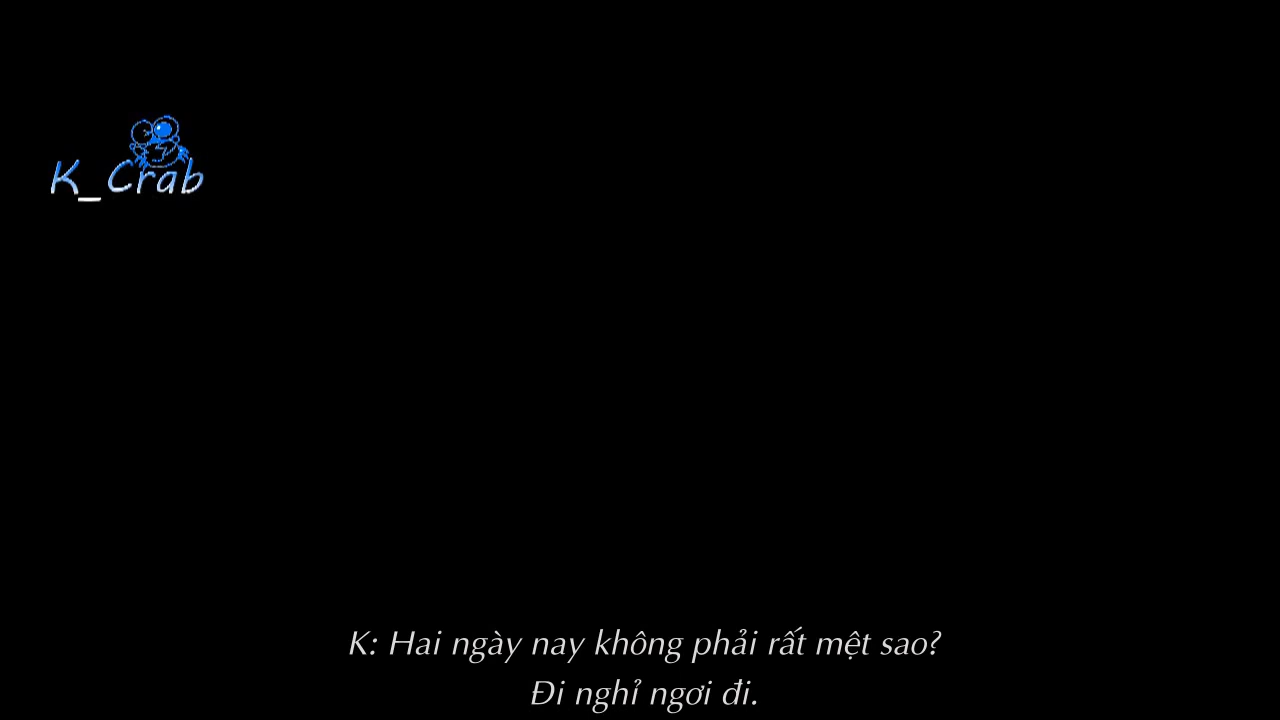 K_Crab
K: Hai ngày nay không phải rất mệt sao?
Đi nghỉ ngơi đi.